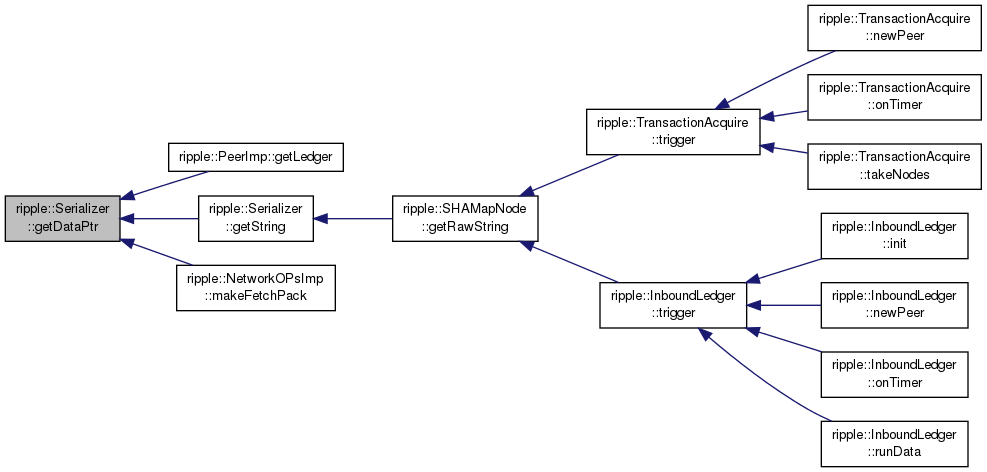 ripple::Serializer
::getDataPtr
ripple::PeerImp::getLedger
ripple::Serializer
::getString
ripple::NetworkOPsImp
::makeFetchPack
ripple::SHAMapNode
::getRawString
ripple::TransactionAcquire
::trigger
ripple::InboundLedger
::trigger
ripple::TransactionAcquire
::newPeer
ripple::TransactionAcquire
::onTimer
ripple::TransactionAcquire
::takeNodes
ripple::InboundLedger
::init
ripple::InboundLedger
::newPeer
ripple::InboundLedger
::onTimer
ripple::InboundLedger
::runData